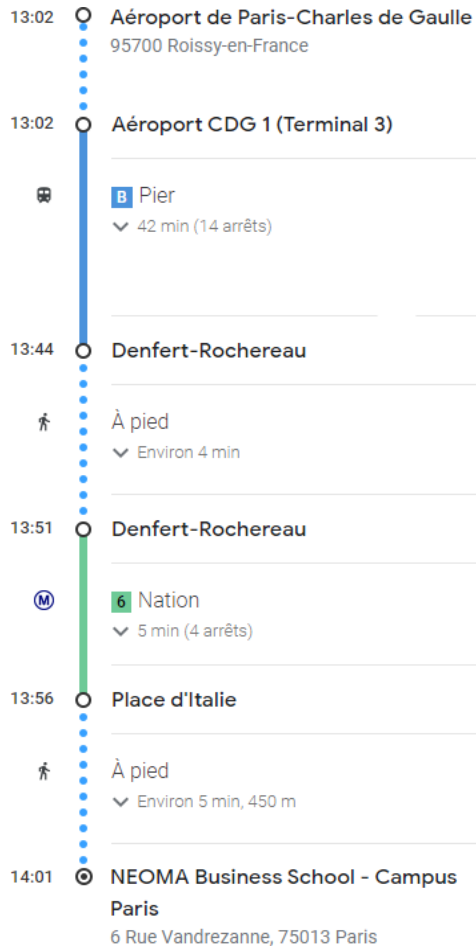 13:02 Aéroport de Paris-Charles de Gaulle
95700 Roissy-en-France
13:02 Aéroport CDG 1 (Terminal 3)
B Pier
42 min (14 arrêts)
13:44 Denfert-Rochereau
À pied
Environ 4 min
13:51 Denfert-Rochereau
M 6 Nation
5 min (4 arrêts)
13:56 Place d'Italie
À pied
Environ 5 min, 450 m
14:01 NEOMA Business School - Campus
Paris
6 Rue Vandrezanne, 75013 Paris